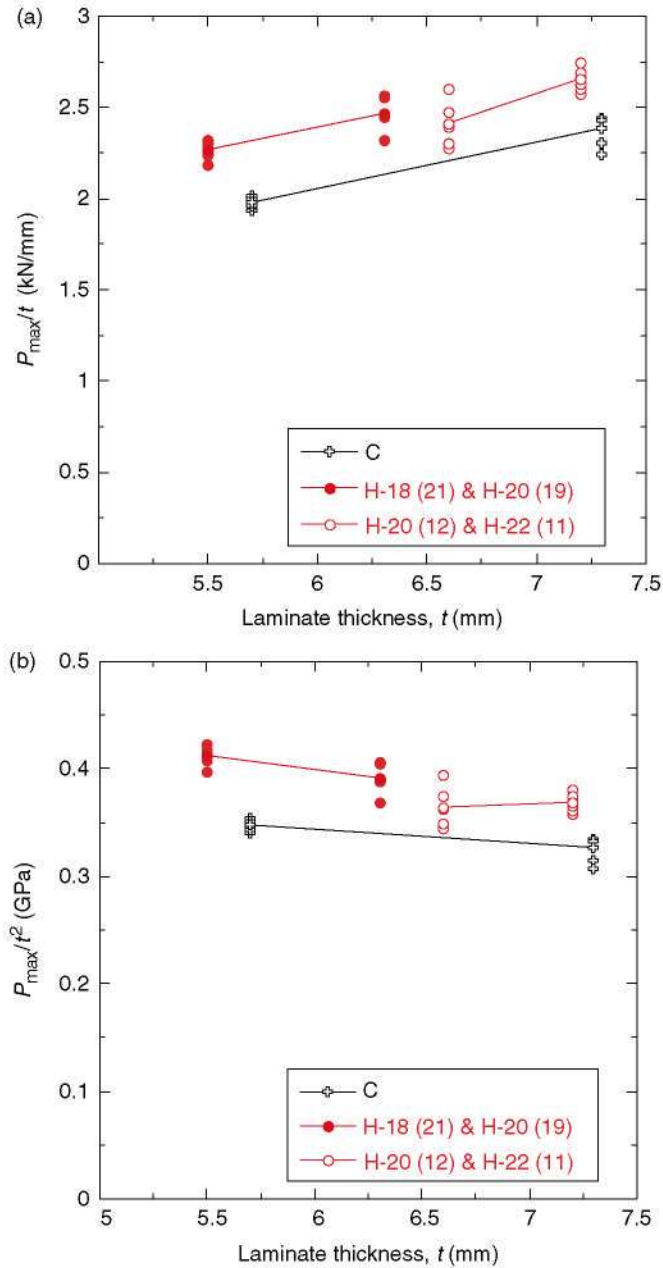 (a)
3
2.5
2
1.5
1
0.5
0
P_max/t (kN/mm)
C
H-18 (21) & H-20 (19)
H-20 (12) & H-22 (11)
5.5 6 6.5 7 7.5
Laminate thickness, t (mm)
(b)
0.5
0.4
0.3
0.2
0.1
0
P_max/t² (GPa)
C
H-18 (21) & H-20 (19)
H-20 (12) & H-22 (11)
5 5.5 6 6.5 7 7.5
Laminate thickness, t (mm)